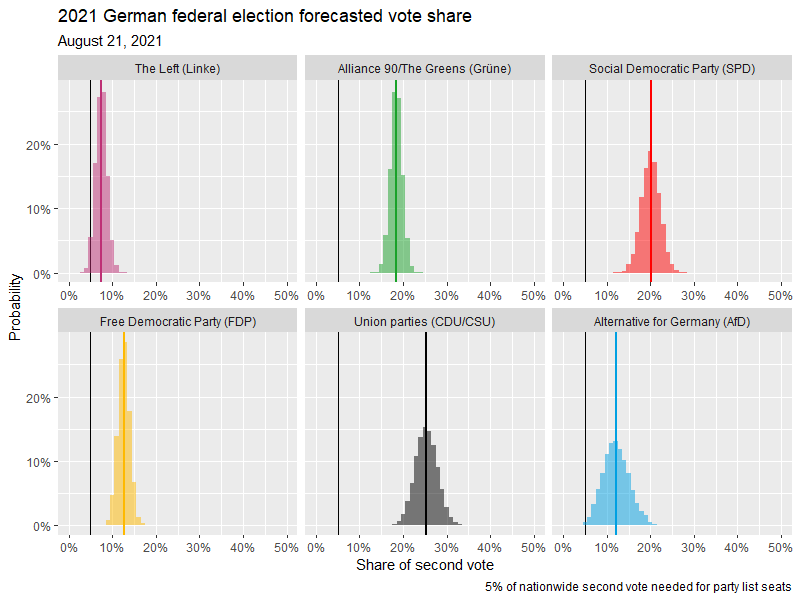 2021 German federal election forecasted vote share
August 21, 2021
The Left (Linke)
Alliance 90/The Greens (Grüne)
Social Democratic Party (SPD)
20%
10%
0%
0% 10% 20% 30% 40% 50%
0% 10% 20% 30% 40% 50%
0% 10% 20% 30% 40% 50%
Probability
Free Democratic Party (FDP)
Union parties (CDU/CSU)
Alternative for Germany (AfD)
20%
10%
0%
0% 10% 20% 30% 40% 50%
0% 10% 20% 30% 40% 50%
0% 10% 20% 30% 40% 50%
Share of second vote
5% of nationwide second vote needed for party list seats